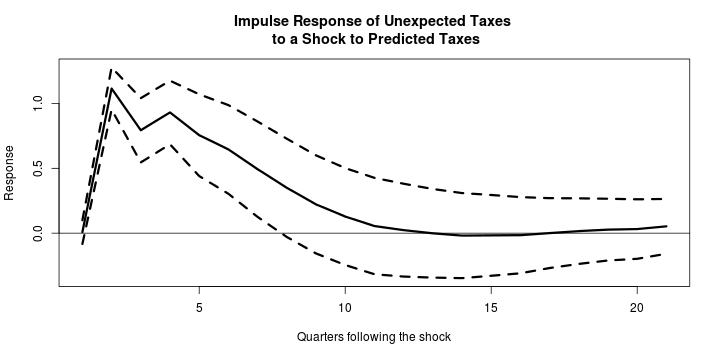 Impulse Response of Unexpected Taxes
to a Shock to Predicted Taxes
Response
1.0
0.5
0.0
5 10 15 20
Quarters following the shock